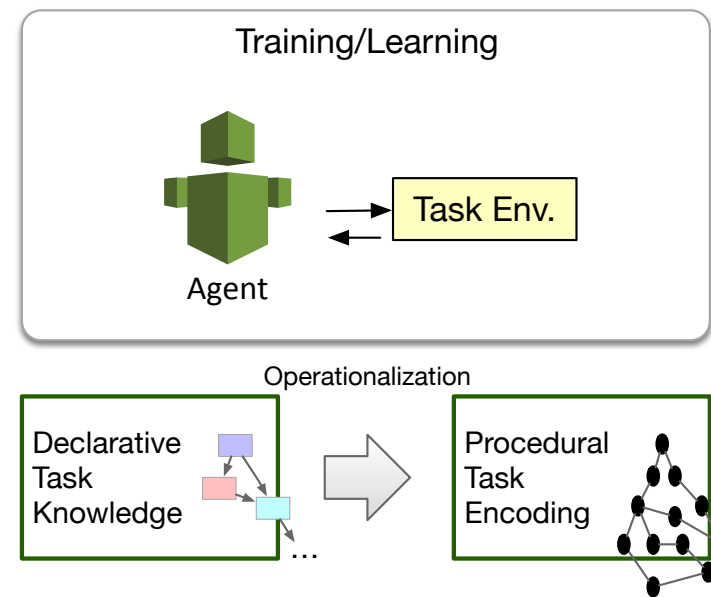 Training/Learning
Task Env.
Agent
Operationalization
Declarative
Task
Knowledge
...
Procedural
Task
Encoding